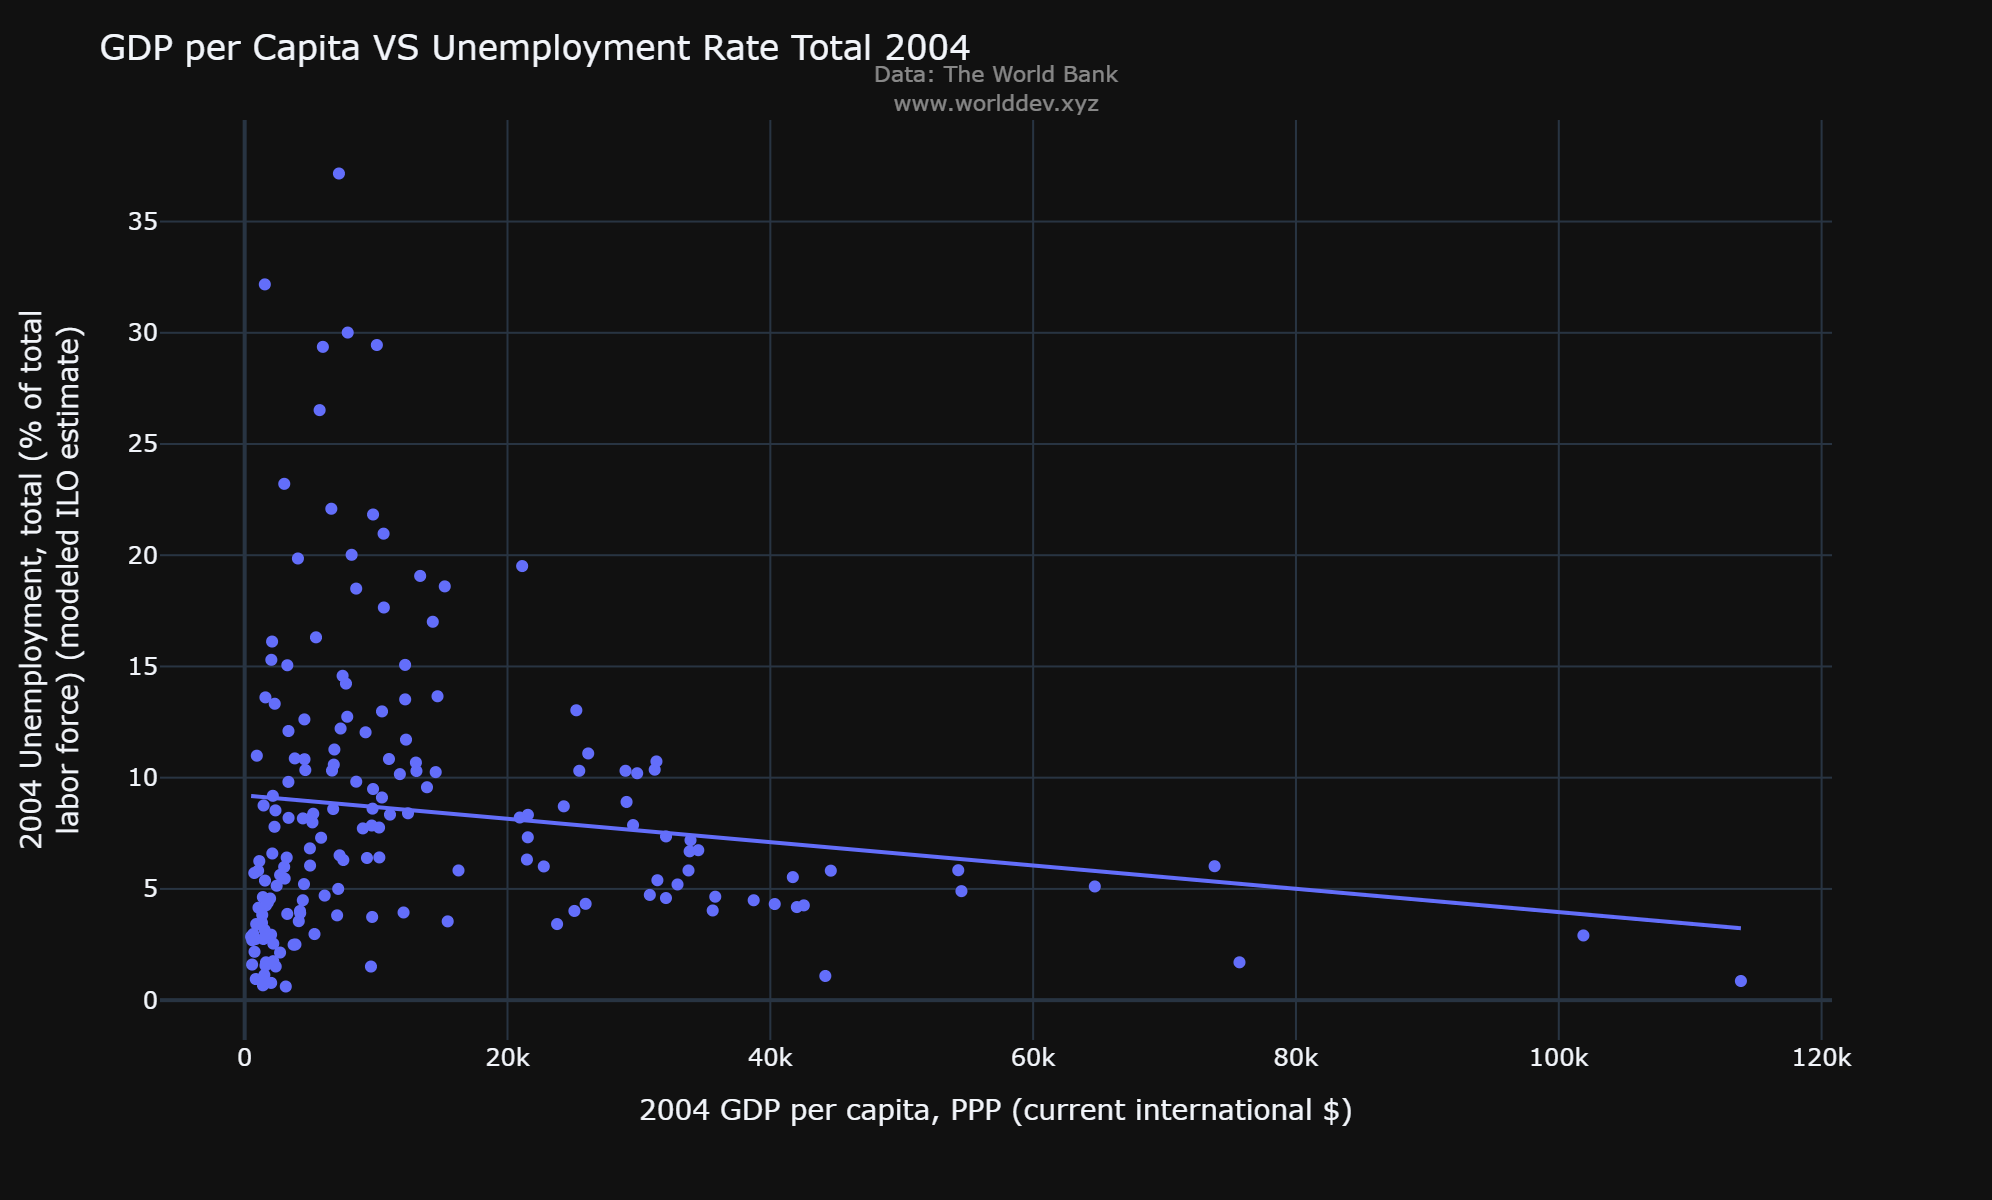 GDP per Capita VS Unemployment Rate Total 2004
Data: The World Bank
www.worlddev.xyz
35
30
25
20
15
10
5
0
2004 Unemployment, total (% of total
labor force) (modeled ILO estimate)
0
20k
40k
60k
80k
100k
120k
2004 GDP per capita, PPP (current international $)